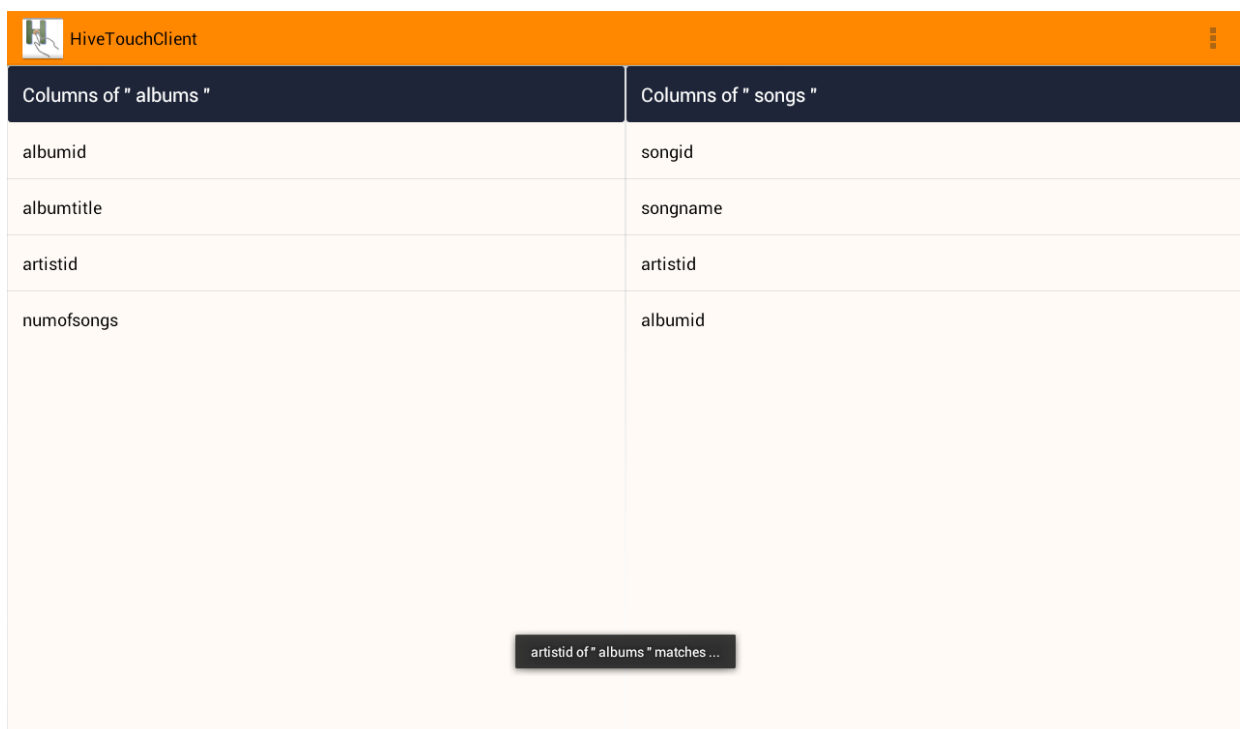 HiveTouchClient
Columns of " albums "
albumid
albumtitle
artistid
numofsongs
Columns of " songs "
songid
songname
artistid
albumid
artistid of " albums " matches ...